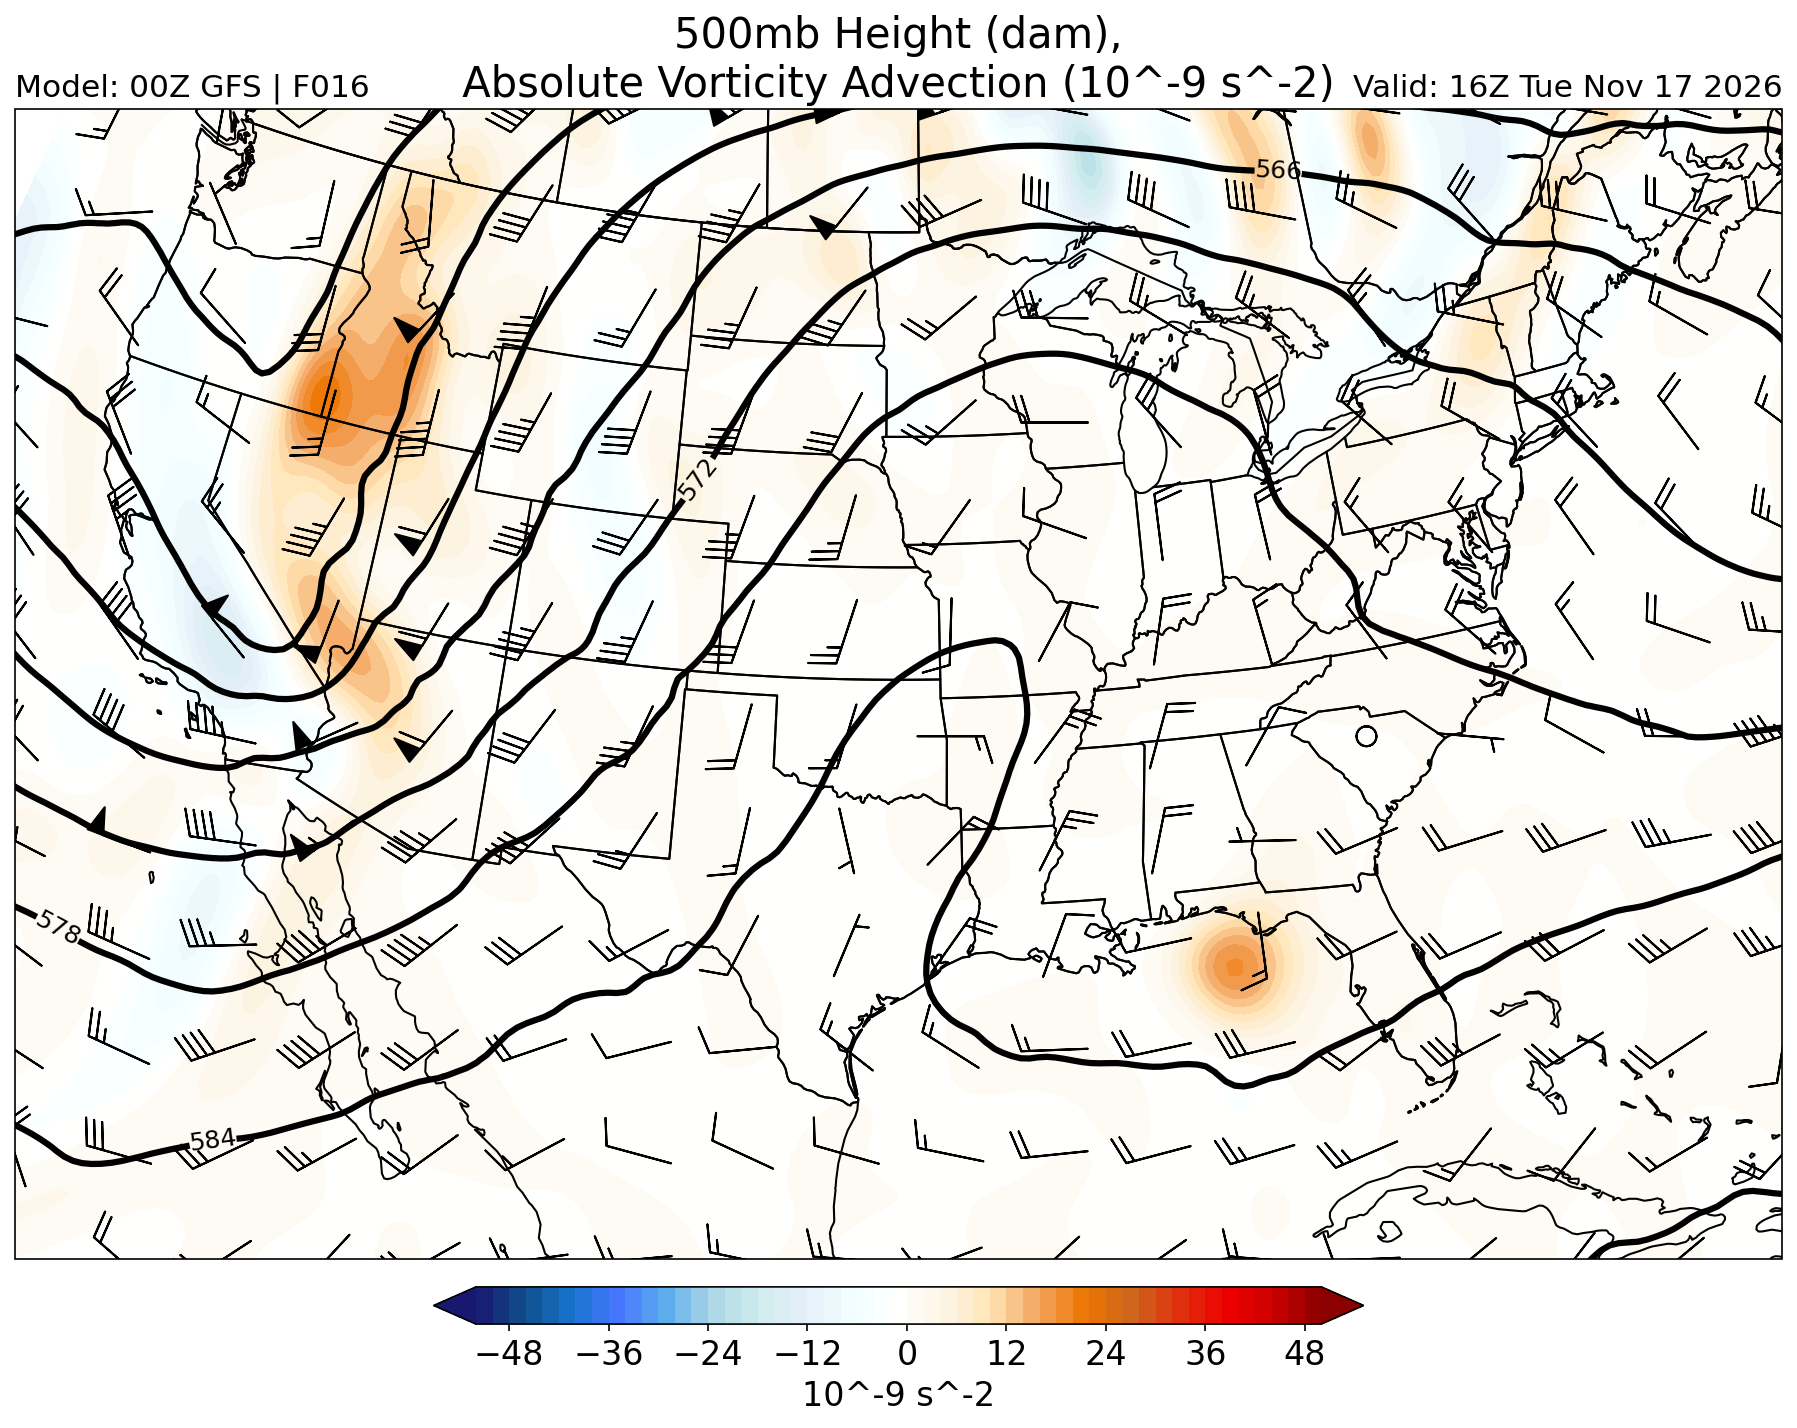 500mb Height (dam),
Model: 00Z GFS | F016
Absolute Vorticity Advection (10^-9 s^-2)
Valid: 16Z Tue Nov 17 2026
566
572
578
584
−48 −36 −24 −12 0 12 24 36 48
10^-9 s^-2